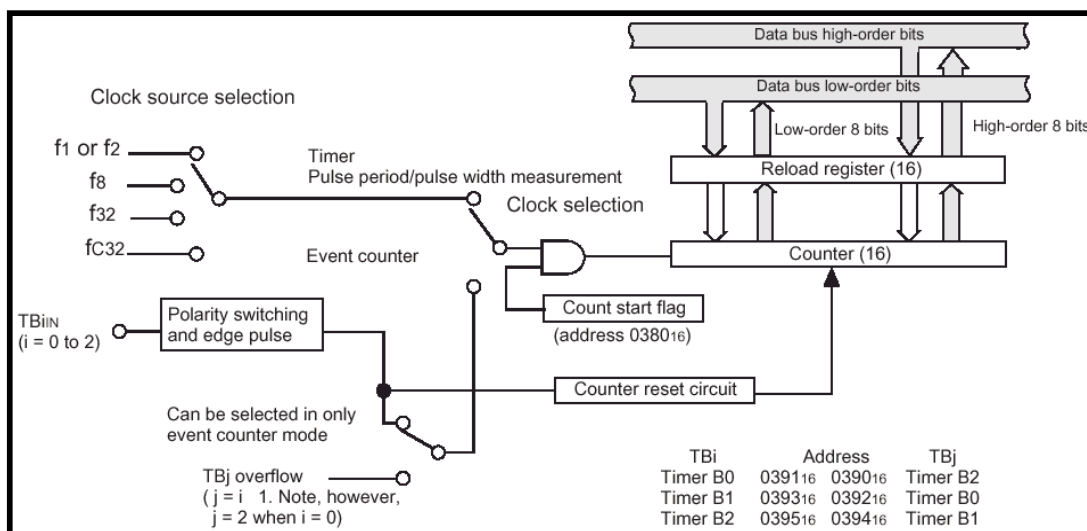 Data bus high-order bits
Data bus low-order bits
Clock source selection
Low-order 8 bits
High-order 8 bits
f1 or f2
Timer
Pulse period/pulse width measurement
Reload register (16)
f8
Clock selection
f32
fC32
Event counter
Counter (16)
TBiIN
(i = 0 to 2)
Polarity switching
and edge pulse
Count start flag
(address 038016)
Counter reset circuit
Can be selected in only
event counter mode
TBj overflow
( j = i 1. Note, however,
j = 2 when i = 0)
TBi Address TBj
Timer B0 039116 039016 Timer B2
Timer B1 039316 039216 Timer B0
Timer B2 039516 039416 Timer B1